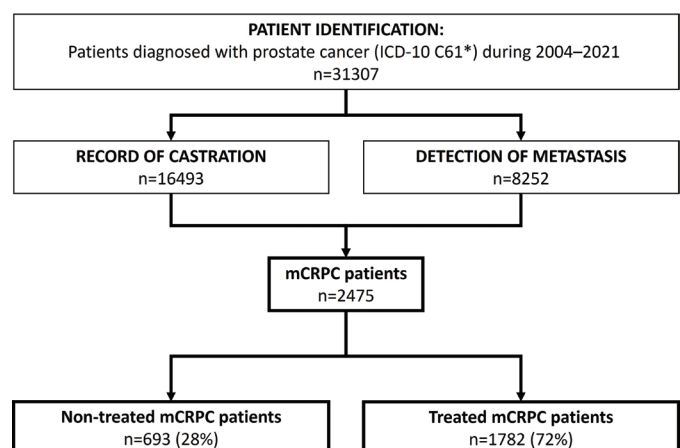 PATIENT IDENTIFICATION:
Patients diagnosed with prostate cancer (ICD-10 C61*) during 2004–2021
n=31307
RECORD OF CASTRATION
n=16493
DETECTION OF METASTASIS
n=8252
mCRPC patients
n=2475
Non-treated mCRPC patients
n=693 (28%)
Treated mCRPC patients
n=1782 (72%)